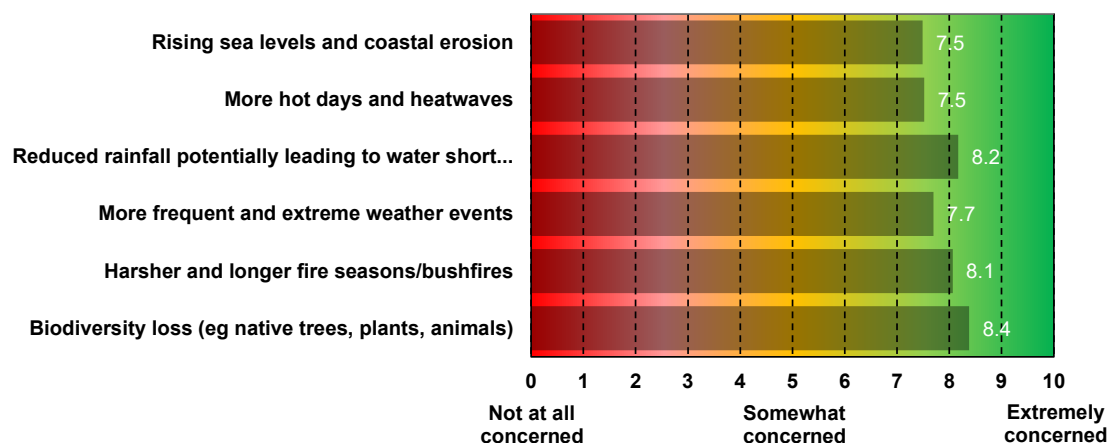 Rising sea levels and coastal erosion 7.5
More hot days and heatwaves 7.5
Reduced rainfall potentially leading to water short... 8.2
More frequent and extreme weather events 7.7
Harsher and longer fire seasons/bushfires 8.1
Biodiversity loss (eg native trees, plants, animals) 8.4
0 1 2 3 4 5 6 7 8 9 10
Not at all Somewhat Extremely
concerned concerned concerned